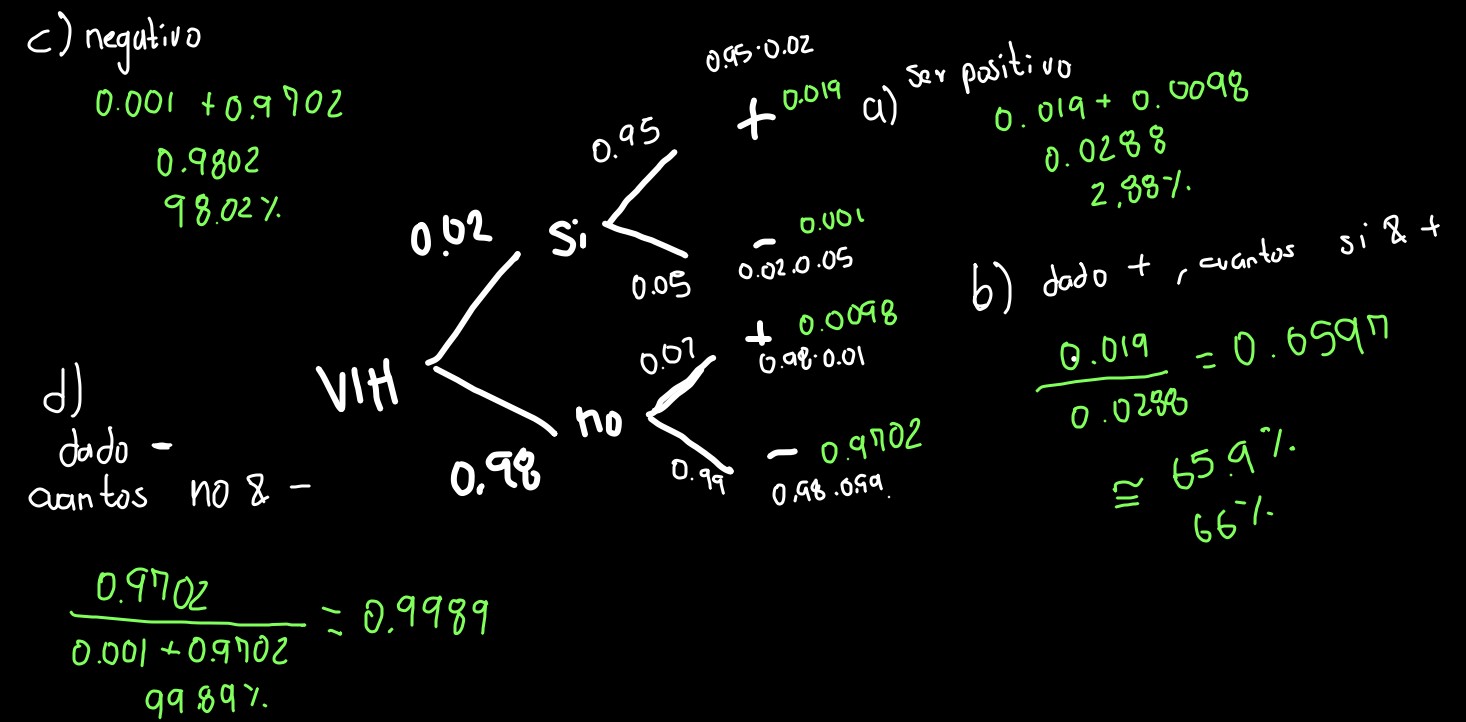 c) negativo
0.001 + 0.9702
0.9802
98.02%
0.95·0.02
+ 0.019
0.95
0.02
Si
- 0.001
0.02.0.05
0.05
VIH
+ 0.0098
0.98·0.01
0.01
no
0.98
- 0.9702
0.98.0.99.
0.99
a) ser positivo
0.019 + 0.0098
0.0288
2.88%.
b) dado +, cuantos si & +
0.019
0.0288
= 0.6597
≅ 65.9%.
66%.
d)
dado -
cuantos no & -
0.9702
0.001 + 0.9702
= 0.9989
99.89%.